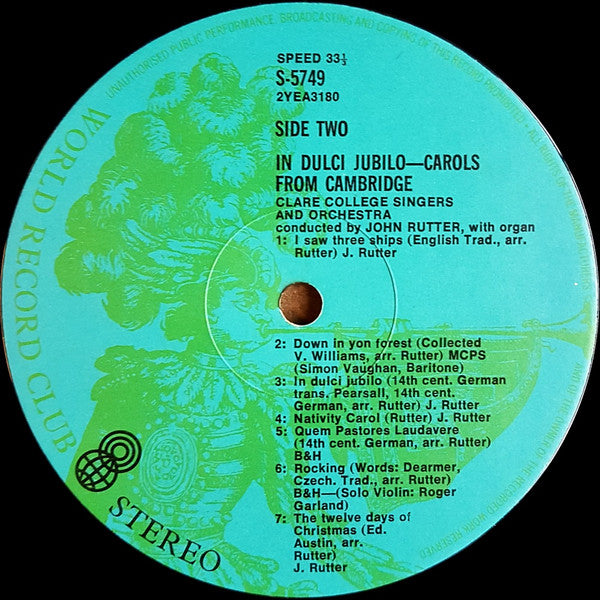 UNAUTHORISED PUBLIC PERFORMANCE, BROADCASTING AND COPYING OF THIS RECORD PROHIBITED
SPEED 33⅓
S-5749
2YEA3180
SIDE TWO
IN DULCI JUBILO—CAROLS
FROM CAMBRIDGE
CLARE COLLEGE SINGERS
AND ORCHESTRA
conducted by JOHN RUTTER, with organ
1: I saw three ships (English Trad., arr.
Rutter) J. Rutter
2: Down in yon forest (Collected
V. Williams, arr. Rutter) MCPS
(Simon Vaughan, Baritone)
3: In dulci jubilo (14th cent. German
trans. Pearsall, 14th cent.
German, arr. Rutter) J. Rutter
4: Nativity Carol (Rutter) J. Rutter
5: Quem Pastores Laudavere
(14th cent. German, arr. Rutter)
B&H
6: Rocking (Words: Dearmer,
Czech. Trad., arr. Rutter)
B&H—(Solo Violin: Roger
Garland)
7: The twelve days of
Christmas (Ed.
Austin, arr.
Rutter)
J. Rutter
WORLD RECORD CLUB
STEREO
OF THE RECORDED WORK RESERVED